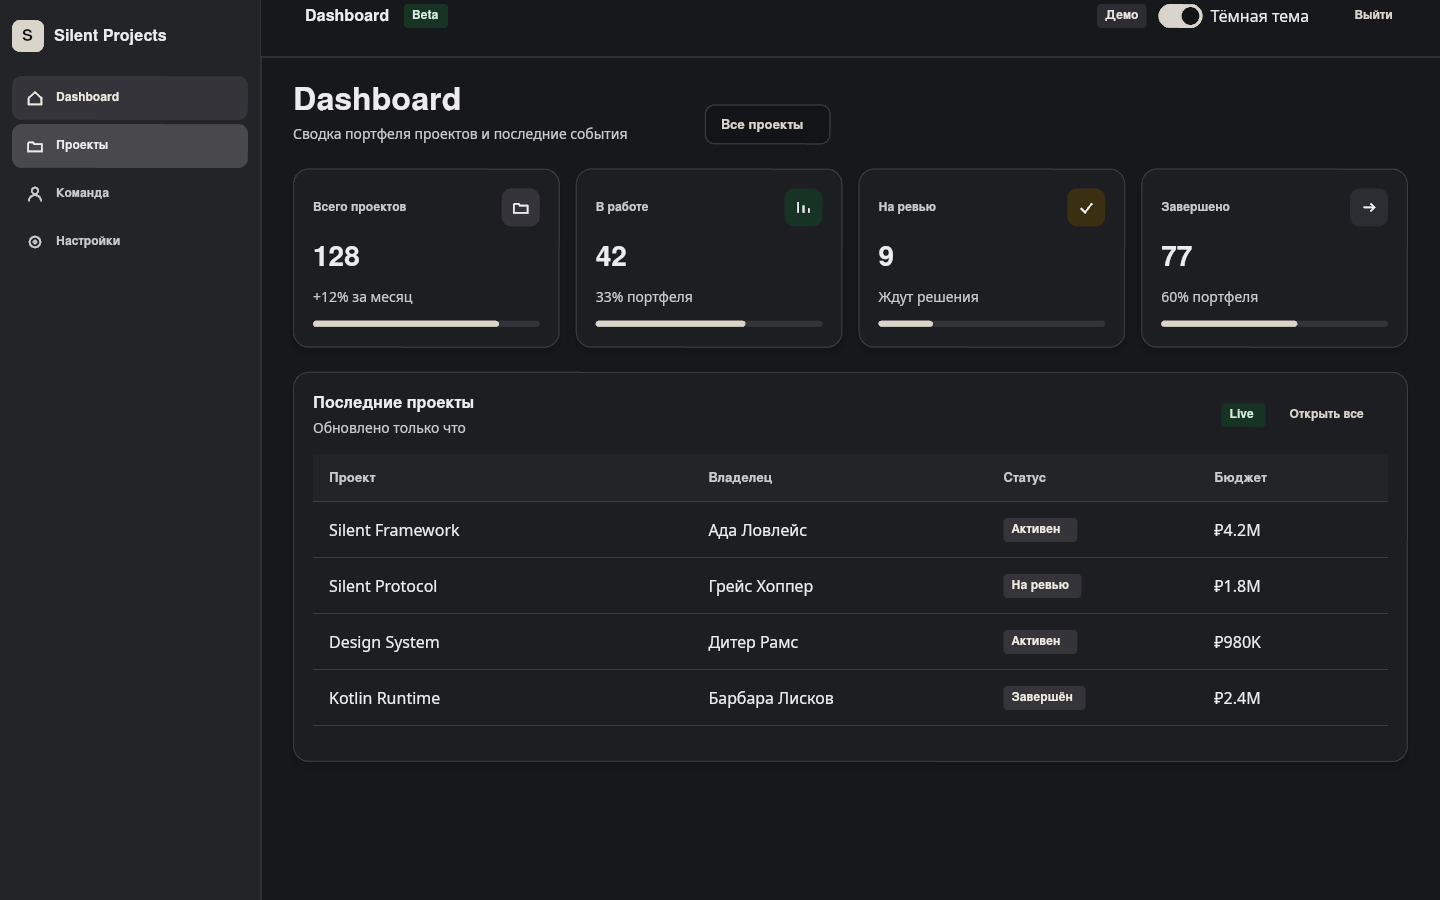 S Silent Projects
Dashboard
Проекты
Команда
Настройки
Dashboard Beta
Демо Тёмная тема Выйти
Dashboard
Сводка портфеля проектов и последние события
Все проекты
Всего проектов
128
+12% за месяц
В работе
42
33% портфеля
На ревью
9
Ждут решения
Завершено
77
60% портфеля
Последние проекты
Обновлено только что
Live Открыть все
Проект Владелец Статус Бюджет
Silent Framework Ада Ловлейс Активен ₽4.2M
Silent Protocol Грейс Хоппер На ревью ₽1.8M
Design System Дитер Рамс Активен ₽980K
Kotlin Runtime Барбара Лисков Завершён ₽2.4M